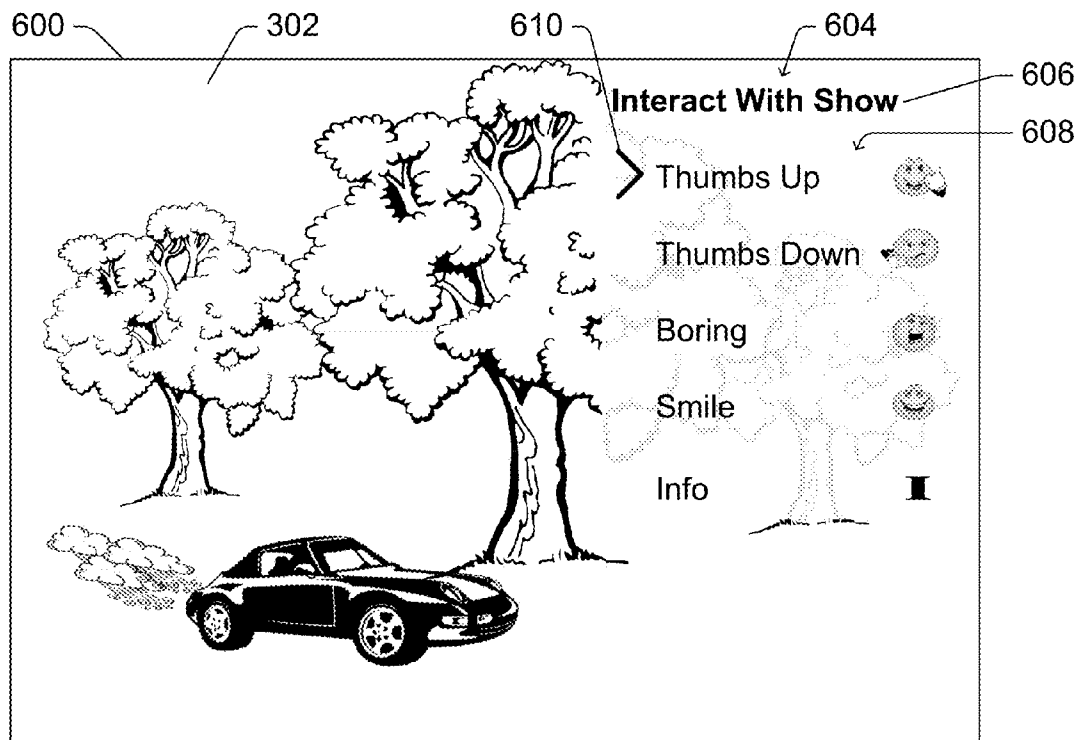 600 302 610 604
606
Interact With Show
608
Thumbs Up
Thumbs Down
Boring
Smile
Info
I